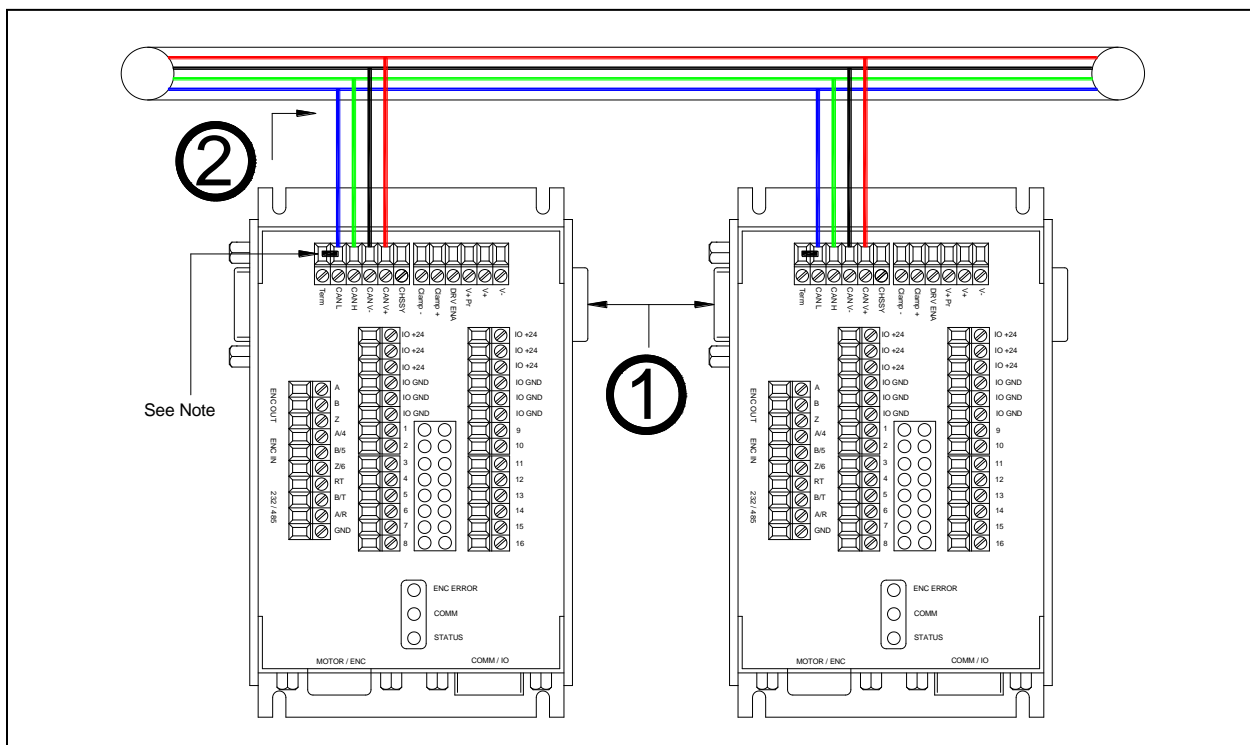 2
See Note
1
Term
CAN L
CAN H
CAN V-
CAN V+
CHSSY
Clamp -
Clamp +
DRV ENA
V+ Pr
V+
V-
IO +24
IO +24
IO +24
IO GND
IO GND
IO GND
1
2
3
4
5
6
7
8
IO +24
IO +24
IO +24
IO GND
IO GND
IO GND
9
10
11
12
13
14
15
16
ENC OUT
ENC IN
232 / 485
A
B
Z
A/4
B/5
Z/6
RT
B/T
A/R
GND
ENC ERROR
COMM
STATUS
MOTOR / ENC
COMM / IO
Term
CAN L
CAN H
CAN V-
CAN V+
CHSSY
Clamp -
Clamp +
DRV ENA
V+ Pr
V+
V-
IO +24
IO +24
IO +24
IO GND
IO GND
IO GND
1
2
3
4
5
6
7
8
IO +24
IO +24
IO +24
IO GND
IO GND
IO GND
9
10
11
12
13
14
15
16
ENC OUT
ENC IN
232 / 485
A
B
Z
A/4
B/5
Z/6
RT
B/T
A/R
GND
ENC ERROR
COMM
STATUS
MOTOR / ENC
COMM / IO